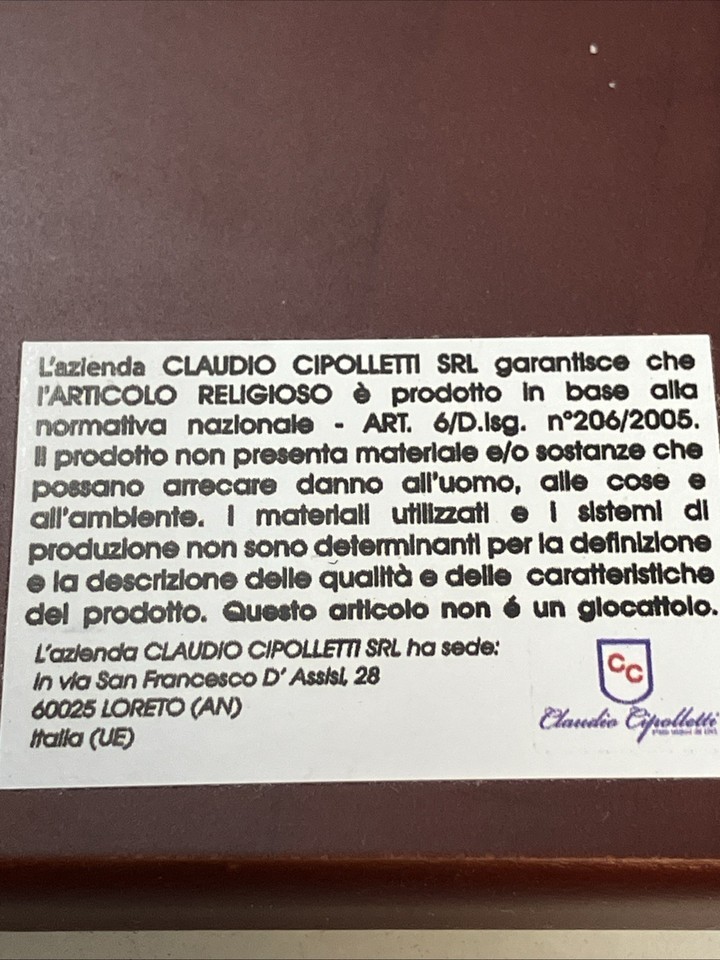 L'azienda CLAUDIO CIPOLLETTI SRL garantisce che
l'ARTICOLO RELIGIOSO è prodotto in base alla
normativa nazionale - ART. 6/D.lsg. n°206/2005.
Il prodotto non presenta materiale e/o sostanze che
possano arrecare danno all'uomo, alle cose e
all'ambiente. I materiali utilizzati e i sistemi di
produzione non sono determinanti per la definizione
e la descrizione delle qualità e delle caratteristiche
del prodotto. Questo articolo non é un giocattolo.
L'azienda CLAUDIO CIPOLLETTI SRL ha sede:
in via San Francesco D' Assisi, 28
60025 LORETO (AN)
Italia (UE)
CC
Claudio Cipolletti